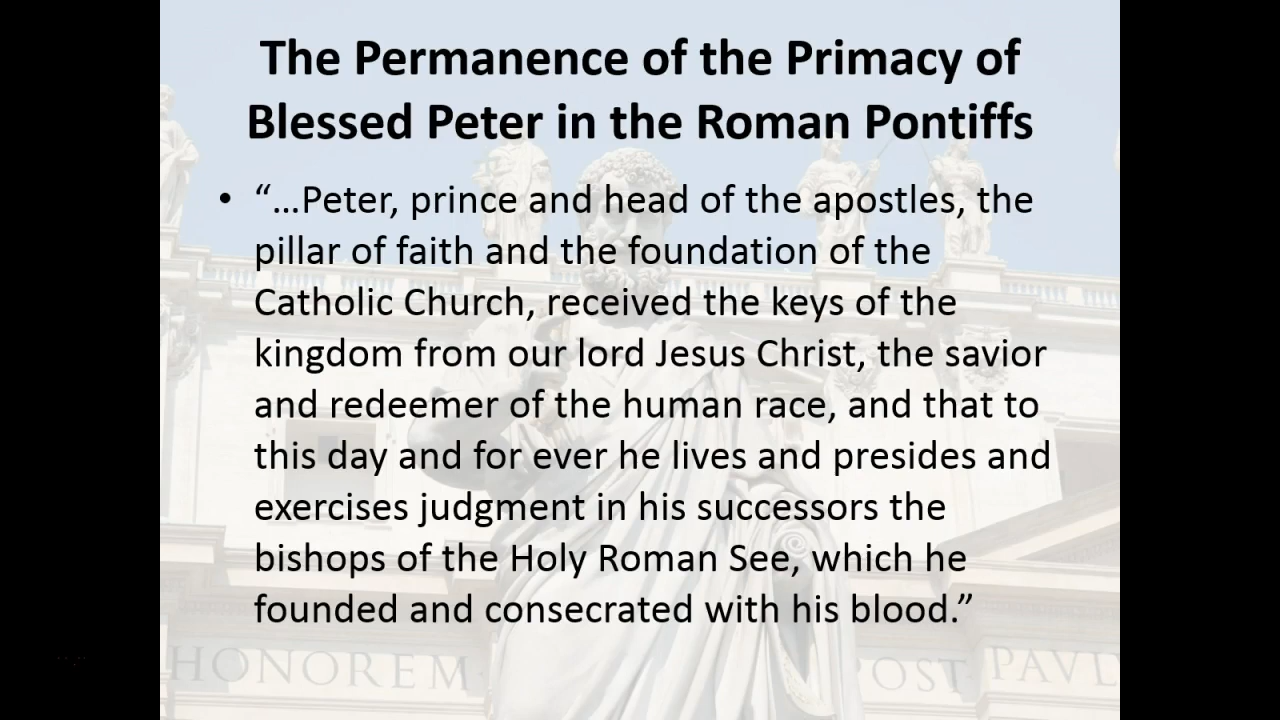 The Permanence of the Primacy of
Blessed Peter in the Roman Pontiffs
• “…Peter, prince and head of the apostles, the
pillar of faith and the foundation of the
Catholic Church, received the keys of the
kingdom from our lord Jesus Christ, the savior
and redeemer of the human race, and that to
this day and for ever he lives and presides and
exercises judgment in his successors the
bishops of the Holy Roman See, which he
founded and consecrated with his blood.”
HONOREM POST PAVL